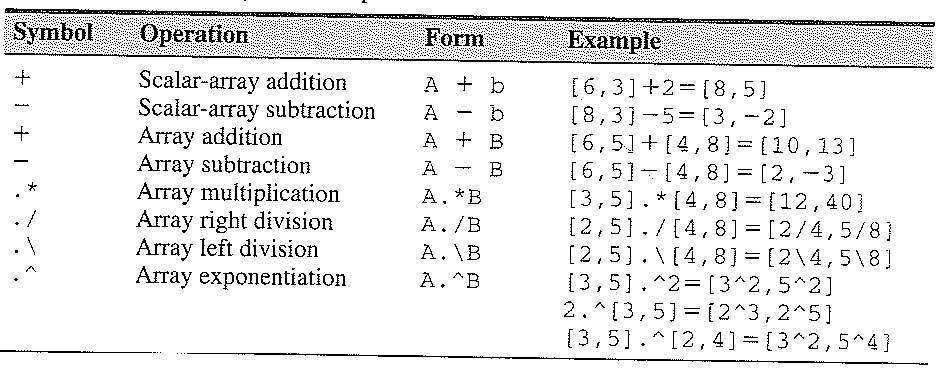 Symbol Operation Form Example
+ Scalar-array addition A + b [6,3]+2=[8,5]
− Scalar-array subtraction A − b [8,3]−5=[3,−2]
+ Array addition A + B [6,5]+[4,8]=[10,13]
− Array subtraction A − B [6,5]−[4,8]=[2,−3]
.* Array multiplication A.*B [3,5].*[4,8]=[12,40]
./ Array right division A./B [2,5]./[4,8]=[2/4,5/8]
.\ Array left division A.\B [2,5].\[4,8]=[2\4,5\8]
.^ Array exponentiation A.^B [3,5].^2=[3^2,5^2]
2.^[3,5]=[2^3,2^5]
[3,5].^[2,4]=[3^2,5^4]